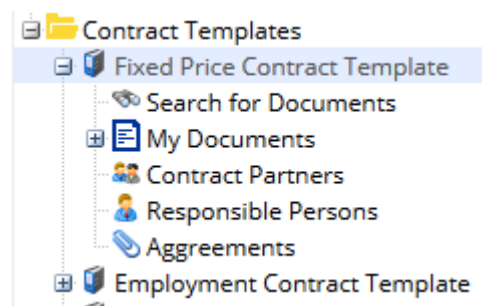 Contract Templates
Fixed Price Contract Template
Search for Documents
My Documents
Contract Partners
Responsible Persons
Aggreements
Employment Contract Template